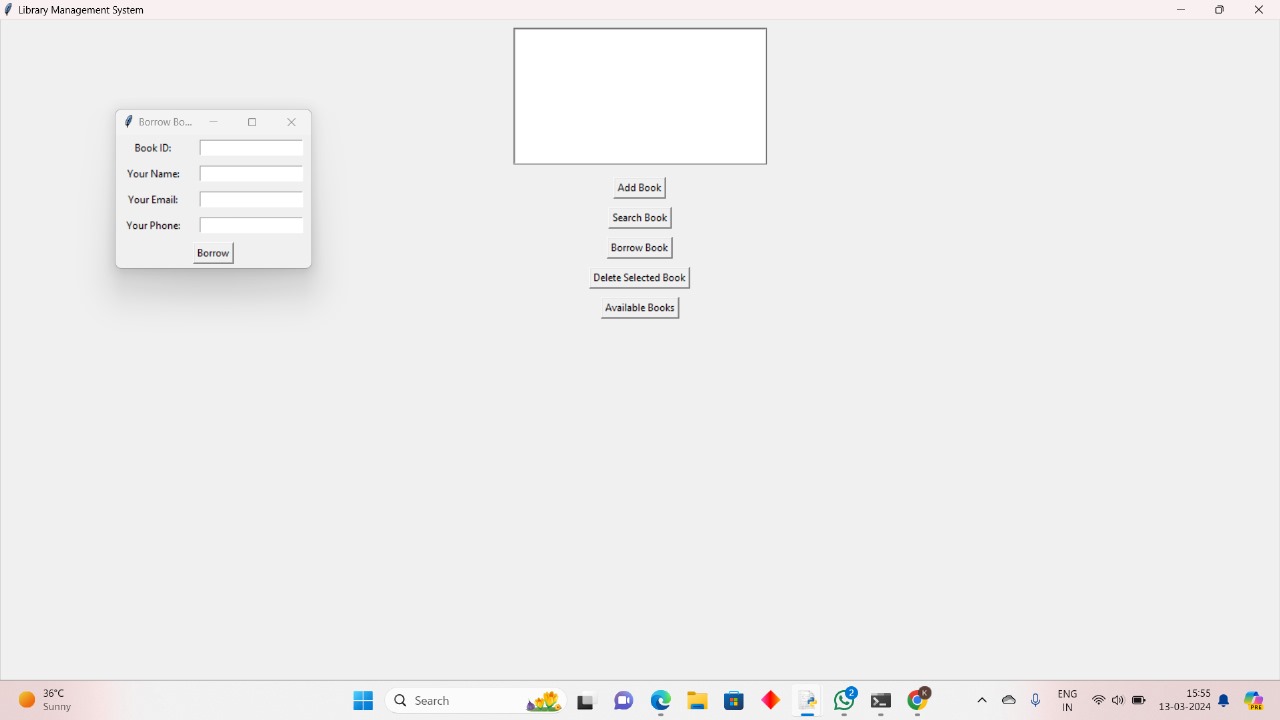 Library Management System
Borrow Bo...
Book ID:
Your Name:
Your Email:
Your Phone:
Borrow
Add Book
Search Book
Borrow Book
Delete Selected Book
Available Books
36°C
Sunny
Search
2
K
ENG
IN
15:55
13-03-2024
PRE